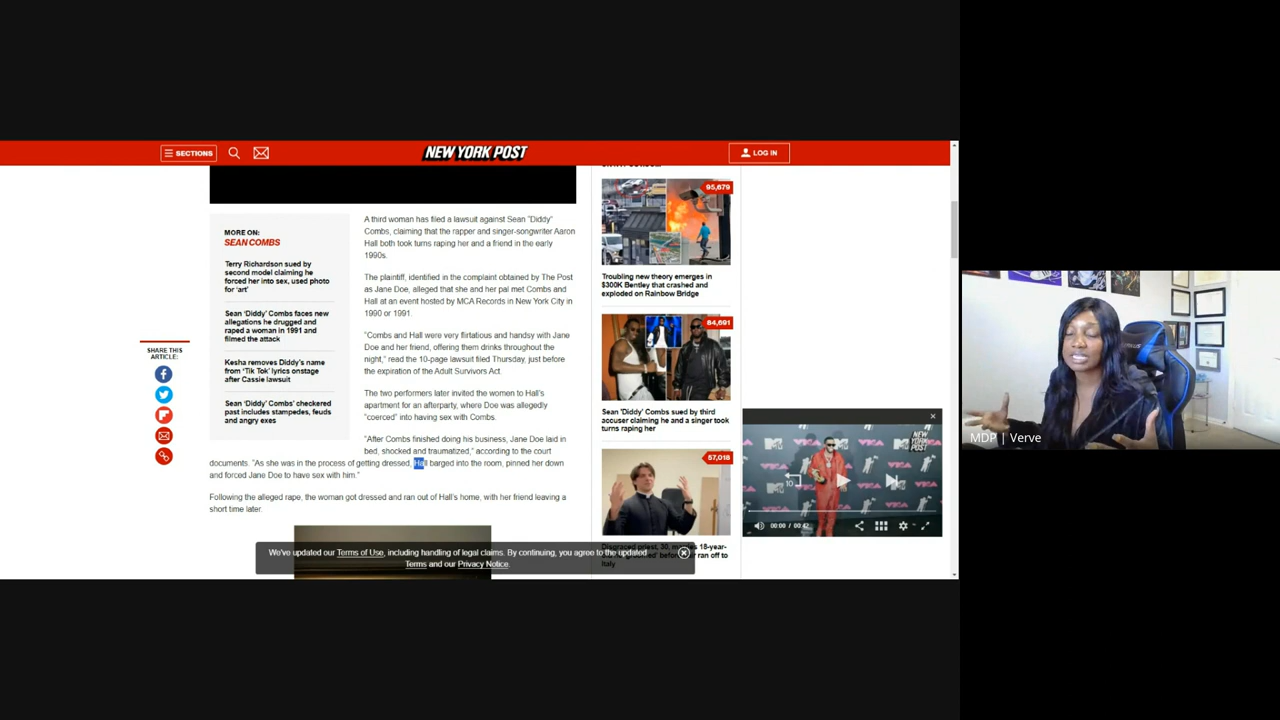 SECTIONS
NEW YORK POST
LOG IN
MORE ON:
SEAN COMBS
Terry Richardson sued by
second model claiming he
forced her into sex, used photo
for 'art'
Sean 'Diddy' Combs faces new
allegations he drugged and
raped a woman in 1991 and
filmed the attack
Kesha removes Diddy's name
from 'Tik Tok' lyrics onstage
after Cassie lawsuit
Sean 'Diddy' Combs' checkered
past includes stampedes, feuds
and angry exes
SHARE THIS
ARTICLE:
A third woman has filed a lawsuit against Sean "Diddy"
Combs, claiming that the rapper and singer-songwriter Aaron
Hall both took turns raping her and a friend in the early
1990s.
The plaintiff, identified in the complaint obtained by The Post
as Jane Doe, alleged that she and her pal met Combs and
Hall at an event hosted by MCA Records in New York City in
1990 or 1991.
"Combs and Hall were very flirtatious and handsy with Jane
Doe and her friend, offering them drinks throughout the
night," read the 10-page lawsuit filed Thursday, just before
the expiration of the Adult Survivors Act.
The two performers later invited the women to Hall's
apartment for an afterparty, where Doe was allegedly
"coerced" into having sex with Combs.
"After Combs finished doing his business, Jane Doe laid in
bed, shocked and traumatized," according to the court
documents. "As she was in the process of getting dressed, Hall barged into the room, pinned her down
and forced Jane Doe to have sex with him."
Following the alleged rape, the woman got dressed and ran out of Hall's home, with her friend leaving a
short time later.
We've updated our Terms of Use, including handling of legal claims. By continuing, you agree to the updated
Terms and our Privacy Notice.
95,679
Troubling new theory emerges in
$300K Bentley that crashed and
exploded on Rainbow Bridge
84,691
Sean 'Diddy' Combs sued by third
accuser claiming he and a singer took
turns raping her
57,018
Disgraced priest, 30, 18-year-
ran off to
Italy
NEW YORK POST
10
00:00 / 00:42
MDP | Verve